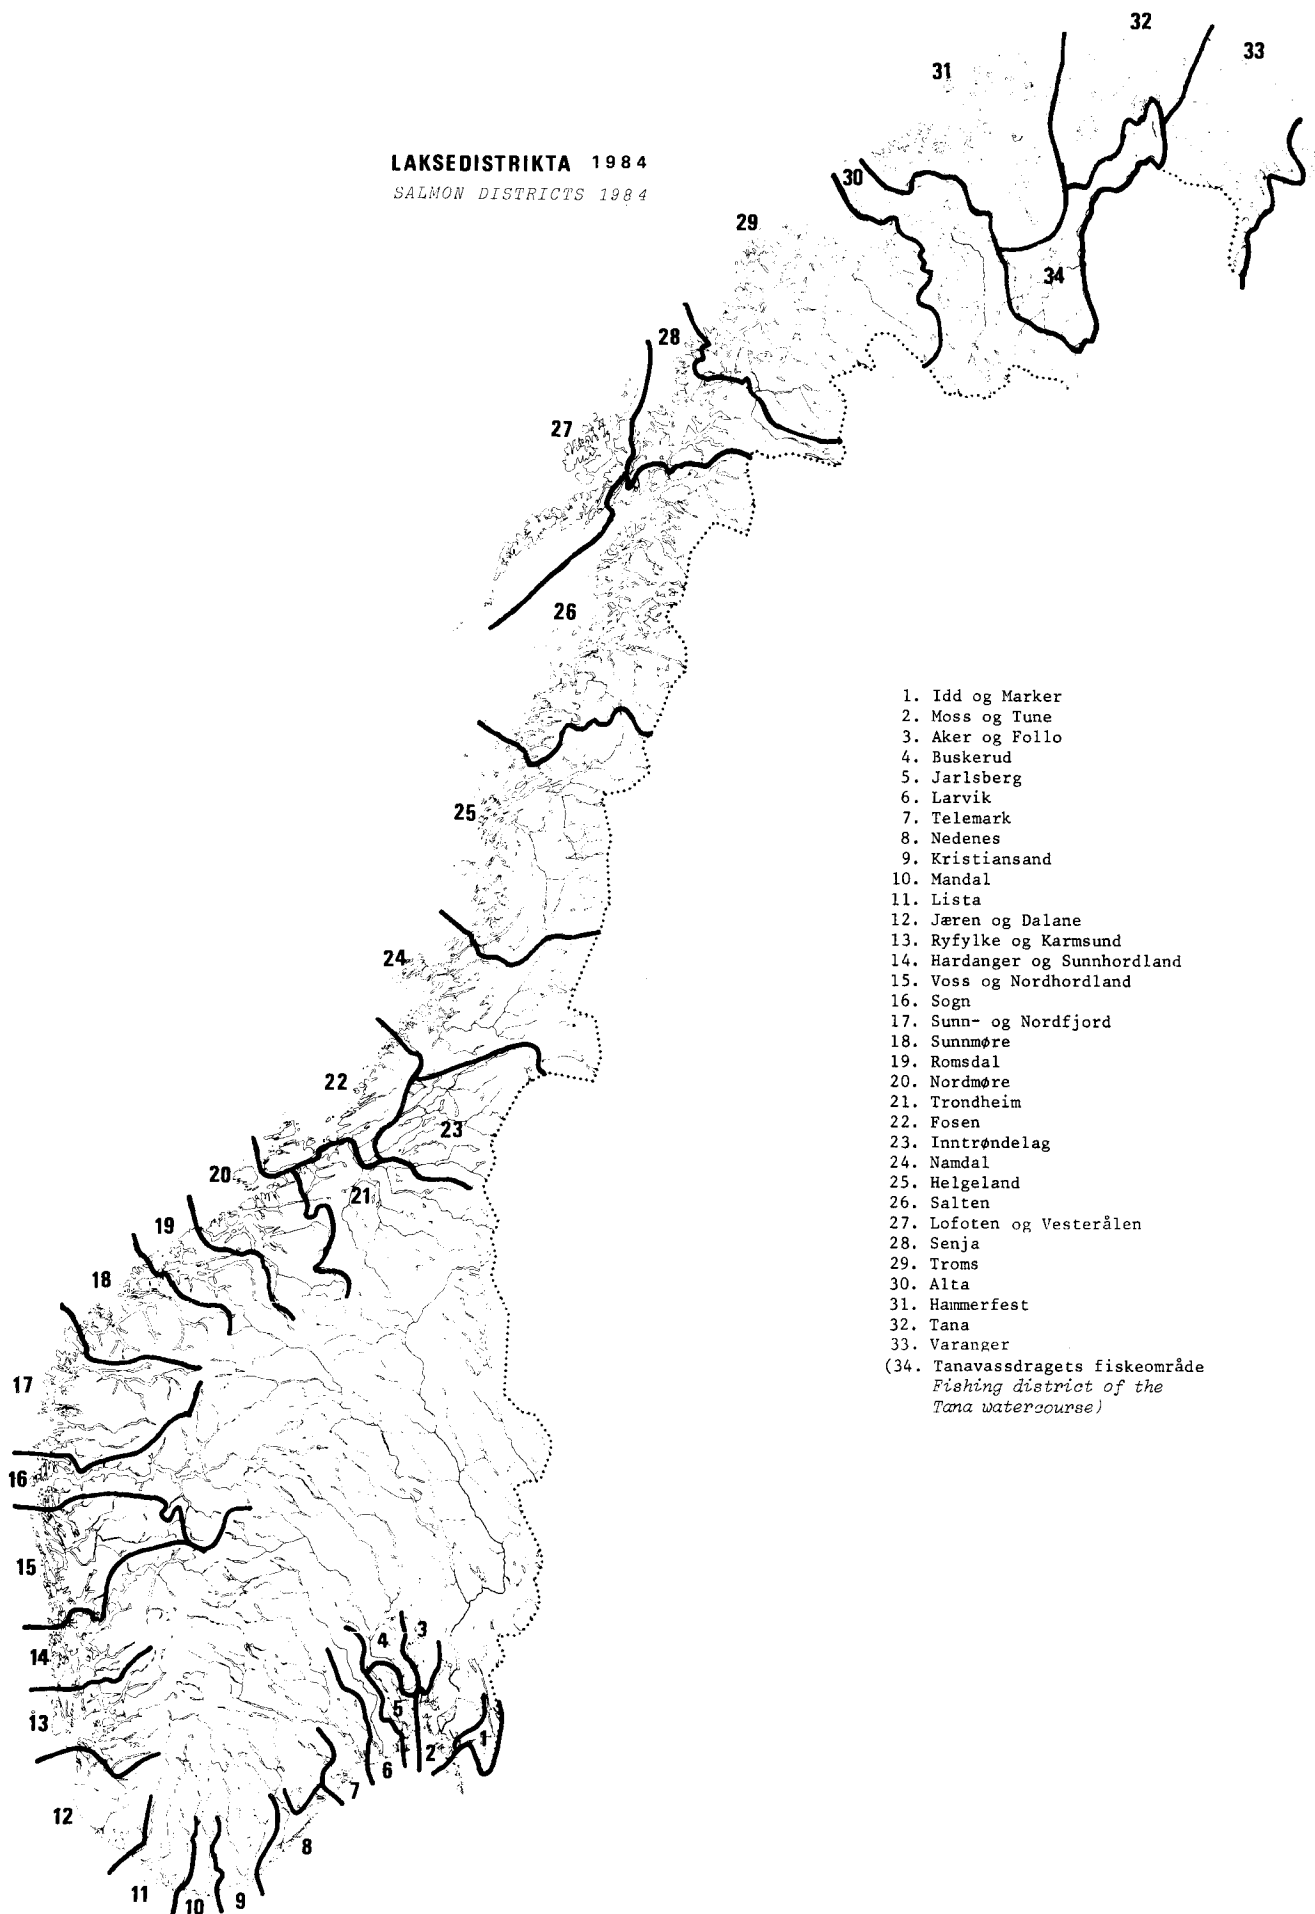 32
33
31
LAKSEDISTRIKTA 1984
SALMON DISTRICTS 1984
30
29
34
28
27
26
25
24
22
23
20
21
19
18
17
16
15
14
13
12
11
10
9
8
7
6
5
4
3
2
1
1. Idd og Marker
2. Moss og Tune
3. Aker og Follo
4. Buskerud
5. Jarlsberg
6. Larvik
7. Telemark
8. Nedenes
9. Kristiansand
10. Mandal
11. Lista
12. Jæren og Dalane
13. Ryfylke og Karmsund
14. Hardanger og Sunnhordland
15. Voss og Nordhordland
16. Sogn
17. Sunn- og Nordfjord
18. Sunnmøre
19. Romsdal
20. Nordmøre
21. Trondheim
22. Fosen
23. Inntrøndelag
24. Namdal
25. Helgeland
26. Salten
27. Lofoten og Vesterålen
28. Senja
29. Troms
30. Alta
31. Hammerfest
32. Tana
33. Varanger
(34. Tanavassdragets fiskeområde
Fishing district of the
Tana watercourse)